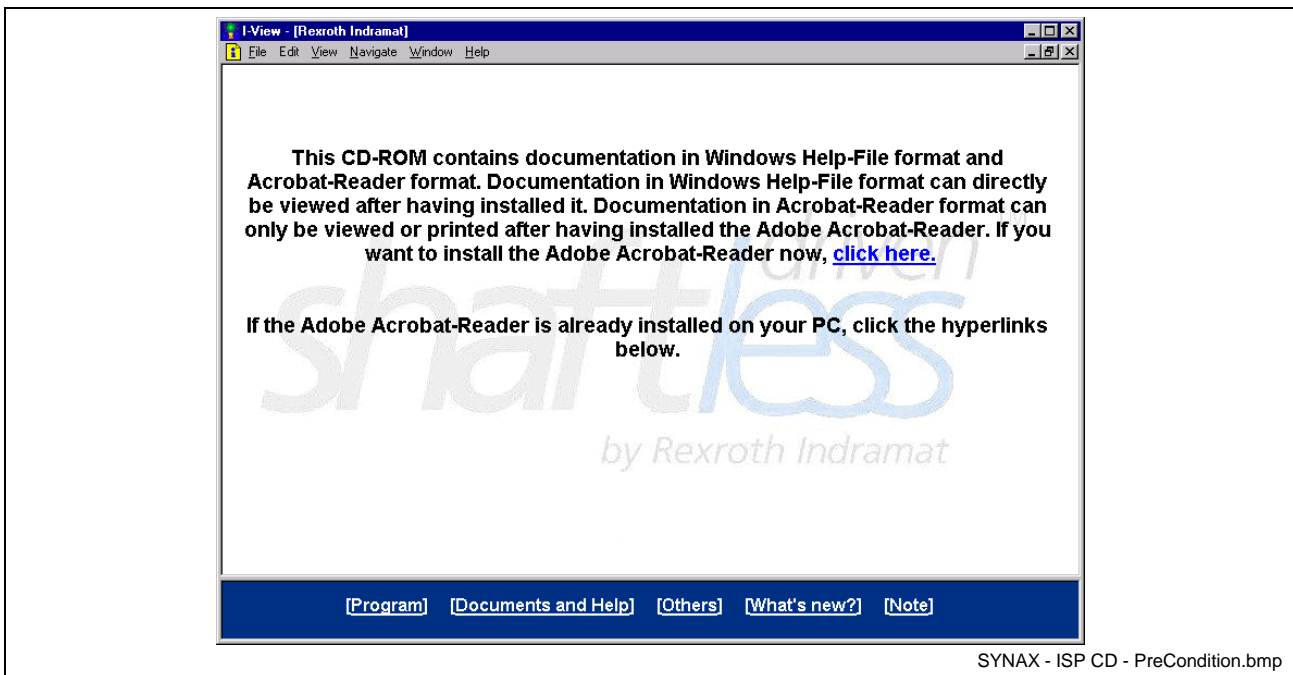 I-View - [Rexroth Indramat]
File Edit View Navigate Window Help
This CD-ROM contains documentation in Windows Help-File format and
Acrobat-Reader format. Documentation in Windows Help-File format can directly
be viewed after having installed it. Documentation in Acrobat-Reader format can
only be viewed or printed after having installed the Adobe Acrobat-Reader. If you
want to install the Adobe Acrobat-Reader now, click here.
driven
shaftless
If the Adobe Acrobat-Reader is already installed on your PC, click the hyperlinks
below.
by Rexroth Indramat
[Program] [Documents and Help] [Others] [What's new?] [Note]
SYNAX - ISP CD - PreCondition.bmp